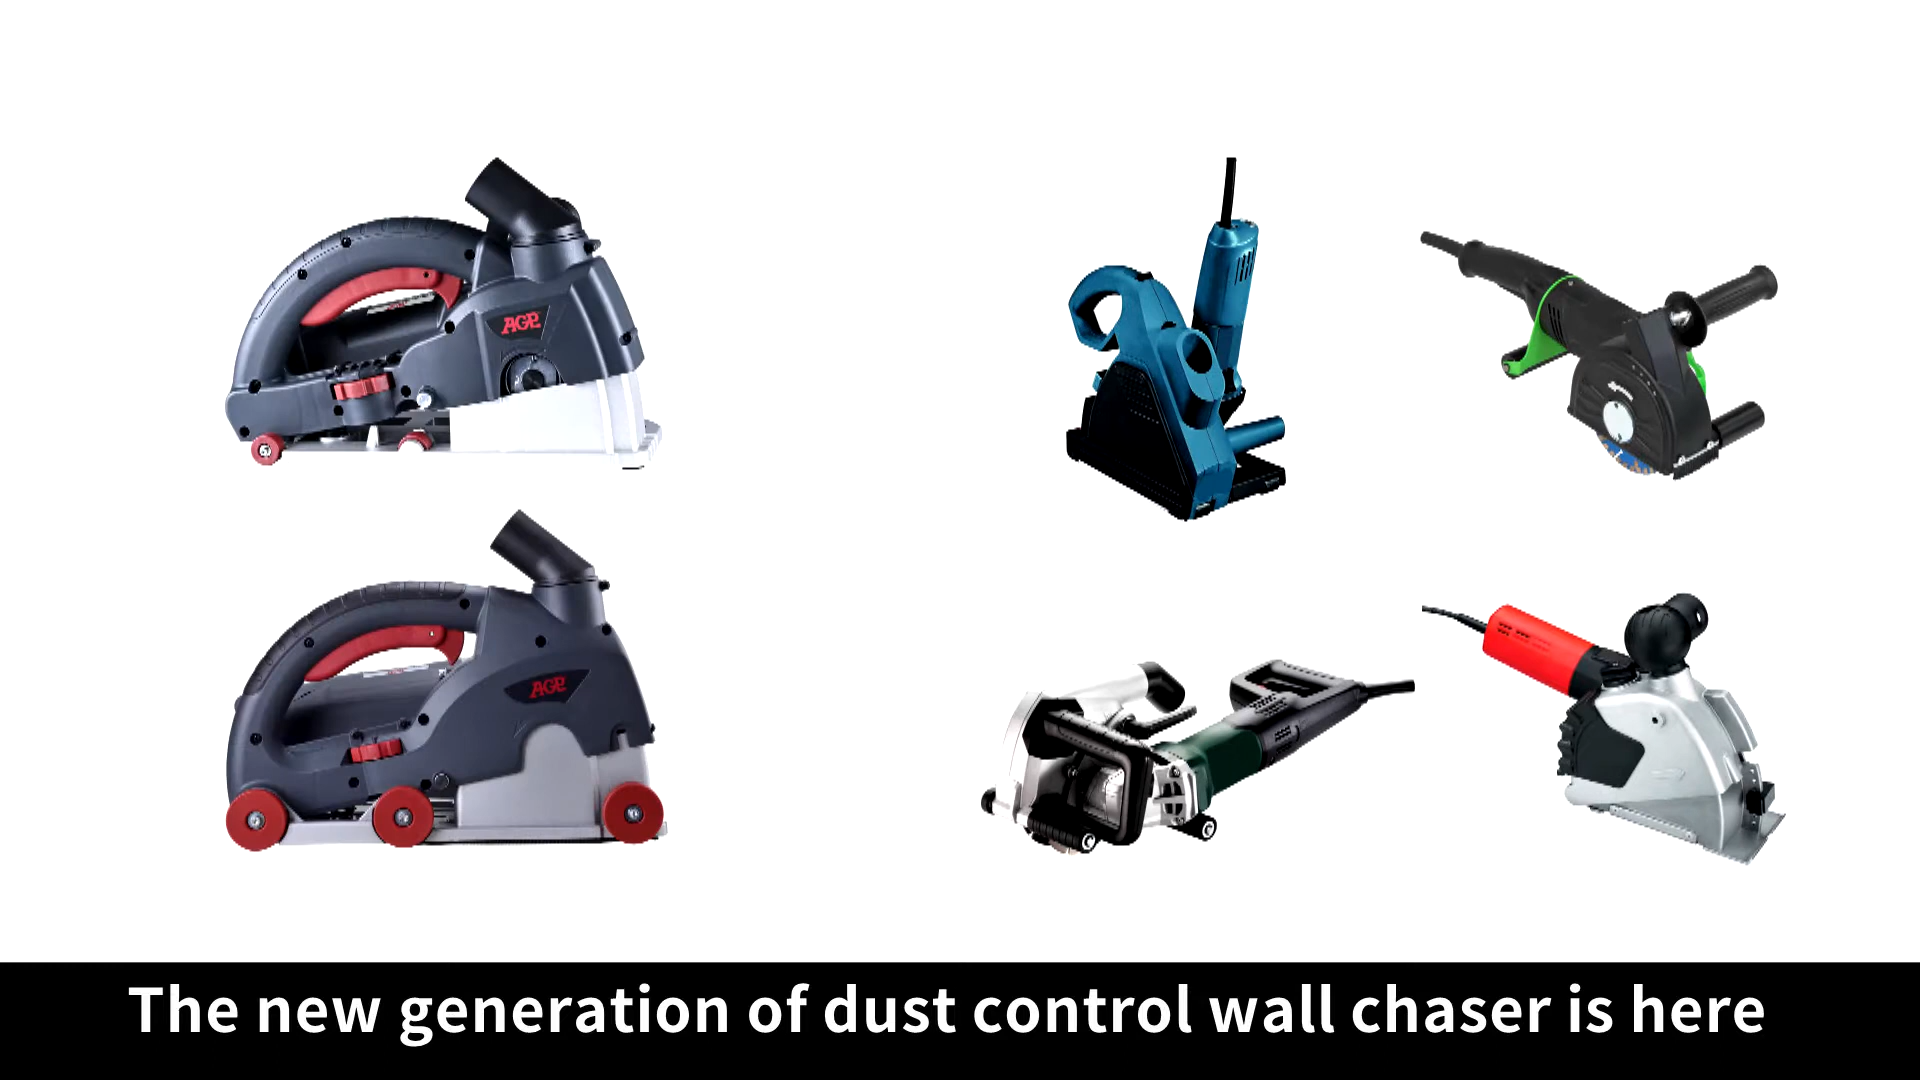 AGP
AGP
The new generation of dust control wall chaser is here